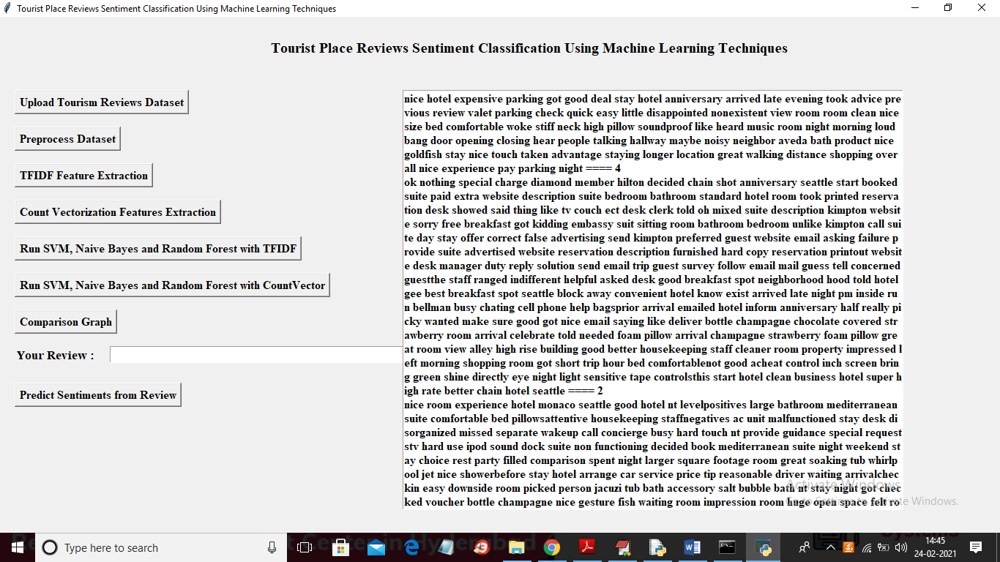 Tourist Place Reviews Sentiment Classification Using Machine Learning Techniques
Tourist Place Reviews Sentiment Classification Using Machine Learning Techniques
Upload Tourism Reviews Dataset
Preprocess Dataset
TFIDF Feature Extraction
Count Vectorization Features Extraction
Run SVM, Naive Bayes and Random Forest with TFIDF
Run SVM, Naive Bayes and Random Forest with CountVector
Comparison Graph
Your Review :
Predict Sentiments from Review
nice hotel expensive parking got good deal stay hotel anniversary arrived late evening took advice pre
vious review valet parking check quick easy little disappointed nonexistent view room room clean nice
size bed comfortable woke stiff neck high pillow soundproof like heard music room night morning loud
bang door opening closing hear people talking hallway maybe noisy neighbor aveda bath product nice
goldfish stay nice touch taken advantage staying longer location great walking distance shopping over
all nice experience pay parking night ==== 4
ok nothing special charge diamond member hilton decided chain shot anniversary seattle start booked
suite paid extra website description suite bedroom bathroom standard hotel room took printed reserva
tion desk showed said thing like tv couch ect desk clerk told oh mixed suite description kimpton websit
e sorry free breakfast got kidding embassy suit sitting room bathroom bedroom unlike kimpton call sui
te day stay offer correct false advertising send kimpton preferred guest website email asking failure p
rovide suite advertised website reservation description furnished hard copy reservation printout websit
e desk manager duty reply solution send email trip guest survey follow email mail guess tell concerned
guestthe staff ranged indifferent helpful asked desk good breakfast spot neighborhood hood told hotel
gee best breakfast spot seattle block away convenient hotel know exist arrived late night pm inside ru
n bellman busy chating cell phone help bagsprior arrival emailed hotel inform anniversary half really pi
cky wanted make sure good got nice email saying like deliver bottle champagne chocolate covered str
awberry room arrival celebrate told needed foam pillow arrival champagne strawberry foam pillow gre
at room view alley high rise building good better housekeeping staff cleaner room property impressed l
eft morning shopping room got short trip hour bed comfortablenot good acheat control inch screen brin
g green shine directly eye night light sensitive tape controlsthis start hotel clean business hotel super h
igh rate better chain hotel seattle ==== 2
nice room experience hotel monaco seattle good hotel nt levelpositives large bathroom mediterranean
suite comfortable bed pillowsattentive housekeeping staffnegatives ac unit malfunctioned stay desk di
sorganized missed separate wakeup call concierge busy hard touch nt provide guidance special request
stv hard use ipod sound dock suite non functioning decided book mediterranean suite night weekend st
ay choice rest party filled comparison spent night larger square footage room great soaking tub whirlp
ool jet nice showerbefore stay hotel arrange car service price tip reasonable driver waiting arrivalchec
kin easy downside room picked person jacuzi tub bath accessory salt bubble bath nt stay night got chec
ked voucher bottle champagne nice gesture fish waiting room impression room huge open space felt ro
Activate Windows
Go to Settings to activate Windows.
Type here to search
14:45
24-02-2021